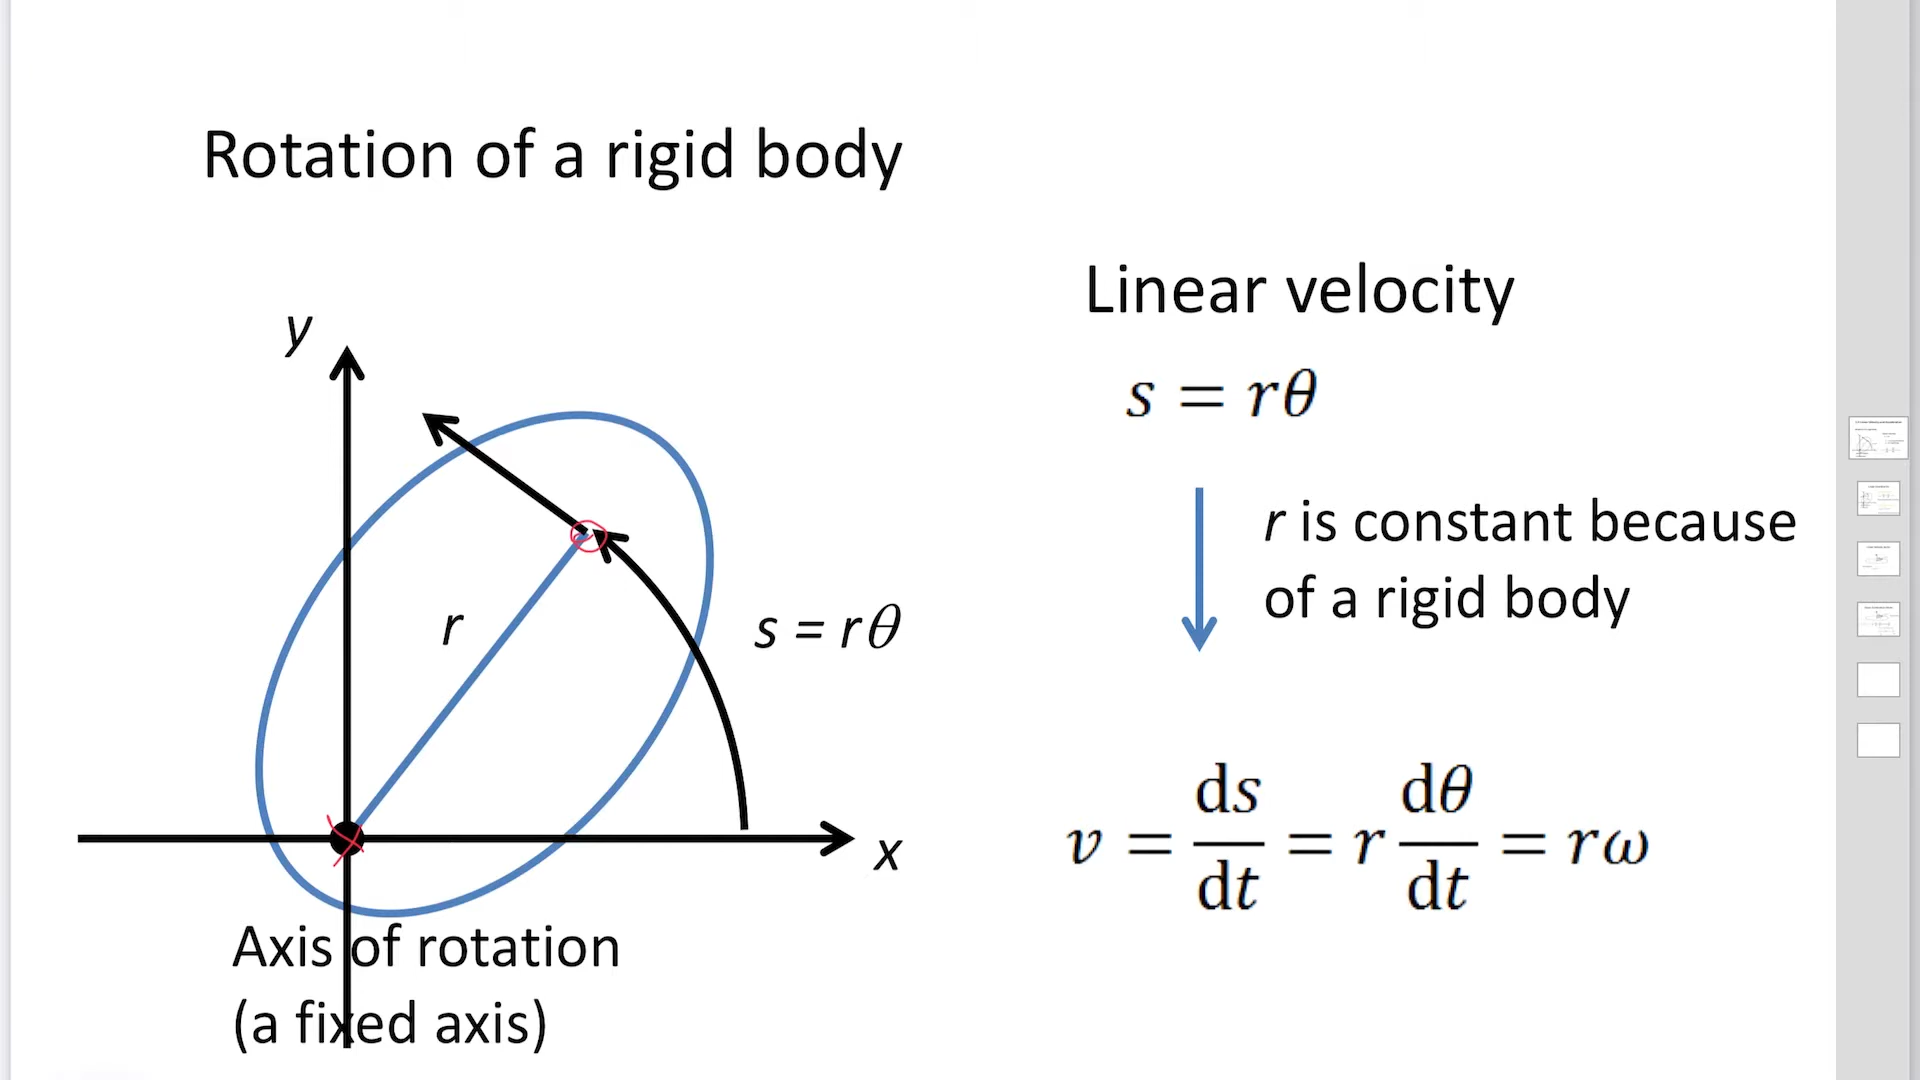 Rotation of a rigid body
Linear velocity
y
s = rθ
r is constant because
of a rigid body
r
s = rθ
v = ds/dt = r dθ/dt = rω
x
Axis of rotation
(a fixed axis)